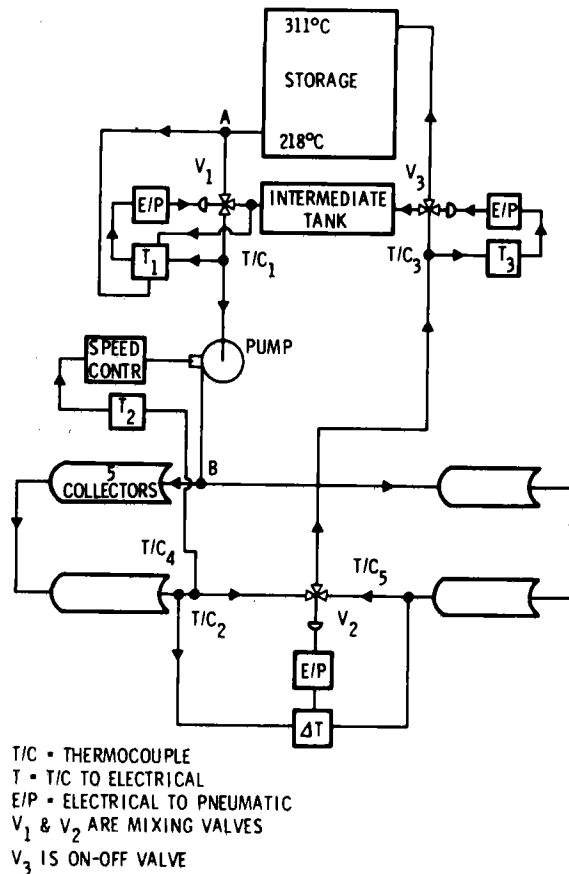 311°C
STORAGE
218°C
A
V1
V3
E/P
INTERMEDIATE
TANK
E/P
T1
T/C1
T/C3
T3
SPEED
CONTR
PUMP
T2
B
5
COLLECTORS
T/C4
T/C5
T/C2
V2
E/P
ΔT
T/C = THERMOCOUPLE
T = T/C TO ELECTRICAL
E/P = ELECTRICAL TO PNEUMATIC
V1 & V2 ARE MIXING VALVES
V3 IS ON-OFF VALVE